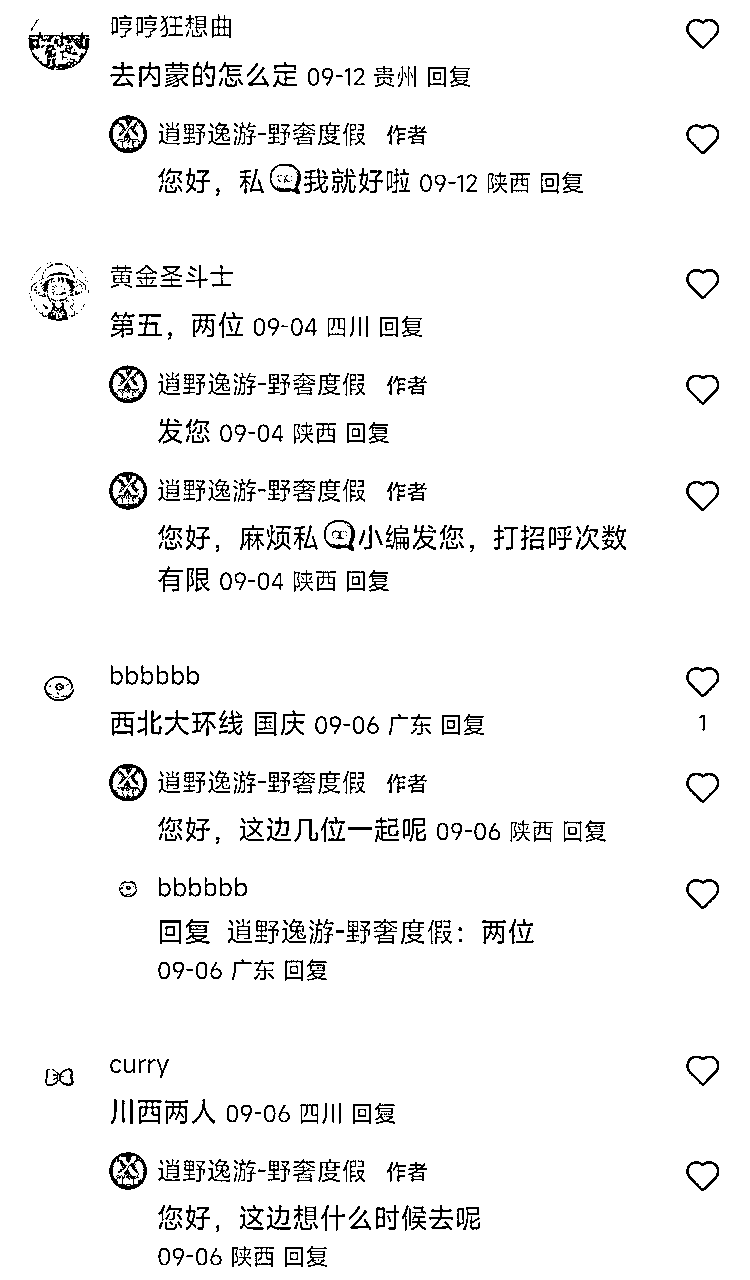 哼哼狂想曲
去内蒙的怎么定 09-12 贵州 回复
逍野逸游-野奢度假 作者
您好，私我就好啦 09-12 陕西 回复
黄金圣斗士
第五，两位 09-04 四川 回复
逍野逸游-野奢度假 作者
发您 09-04 陕西 回复
逍野逸游-野奢度假 作者
您好，麻烦私小编发您，打招呼次数
有限 09-04 陕西 回复
bbbbbb
西北大环线 国庆 09-06 广东 回复
1
逍野逸游-野奢度假 作者
您好，这边几位一起呢 09-06 陕西 回复
bbbbbb
回复 逍野逸游-野奢度假：两位
09-06 广东 回复
curry
川西两人 09-06 四川 回复
逍野逸游-野奢度假 作者
您好，这边想什么时候去呢
09-06 陕西 回复